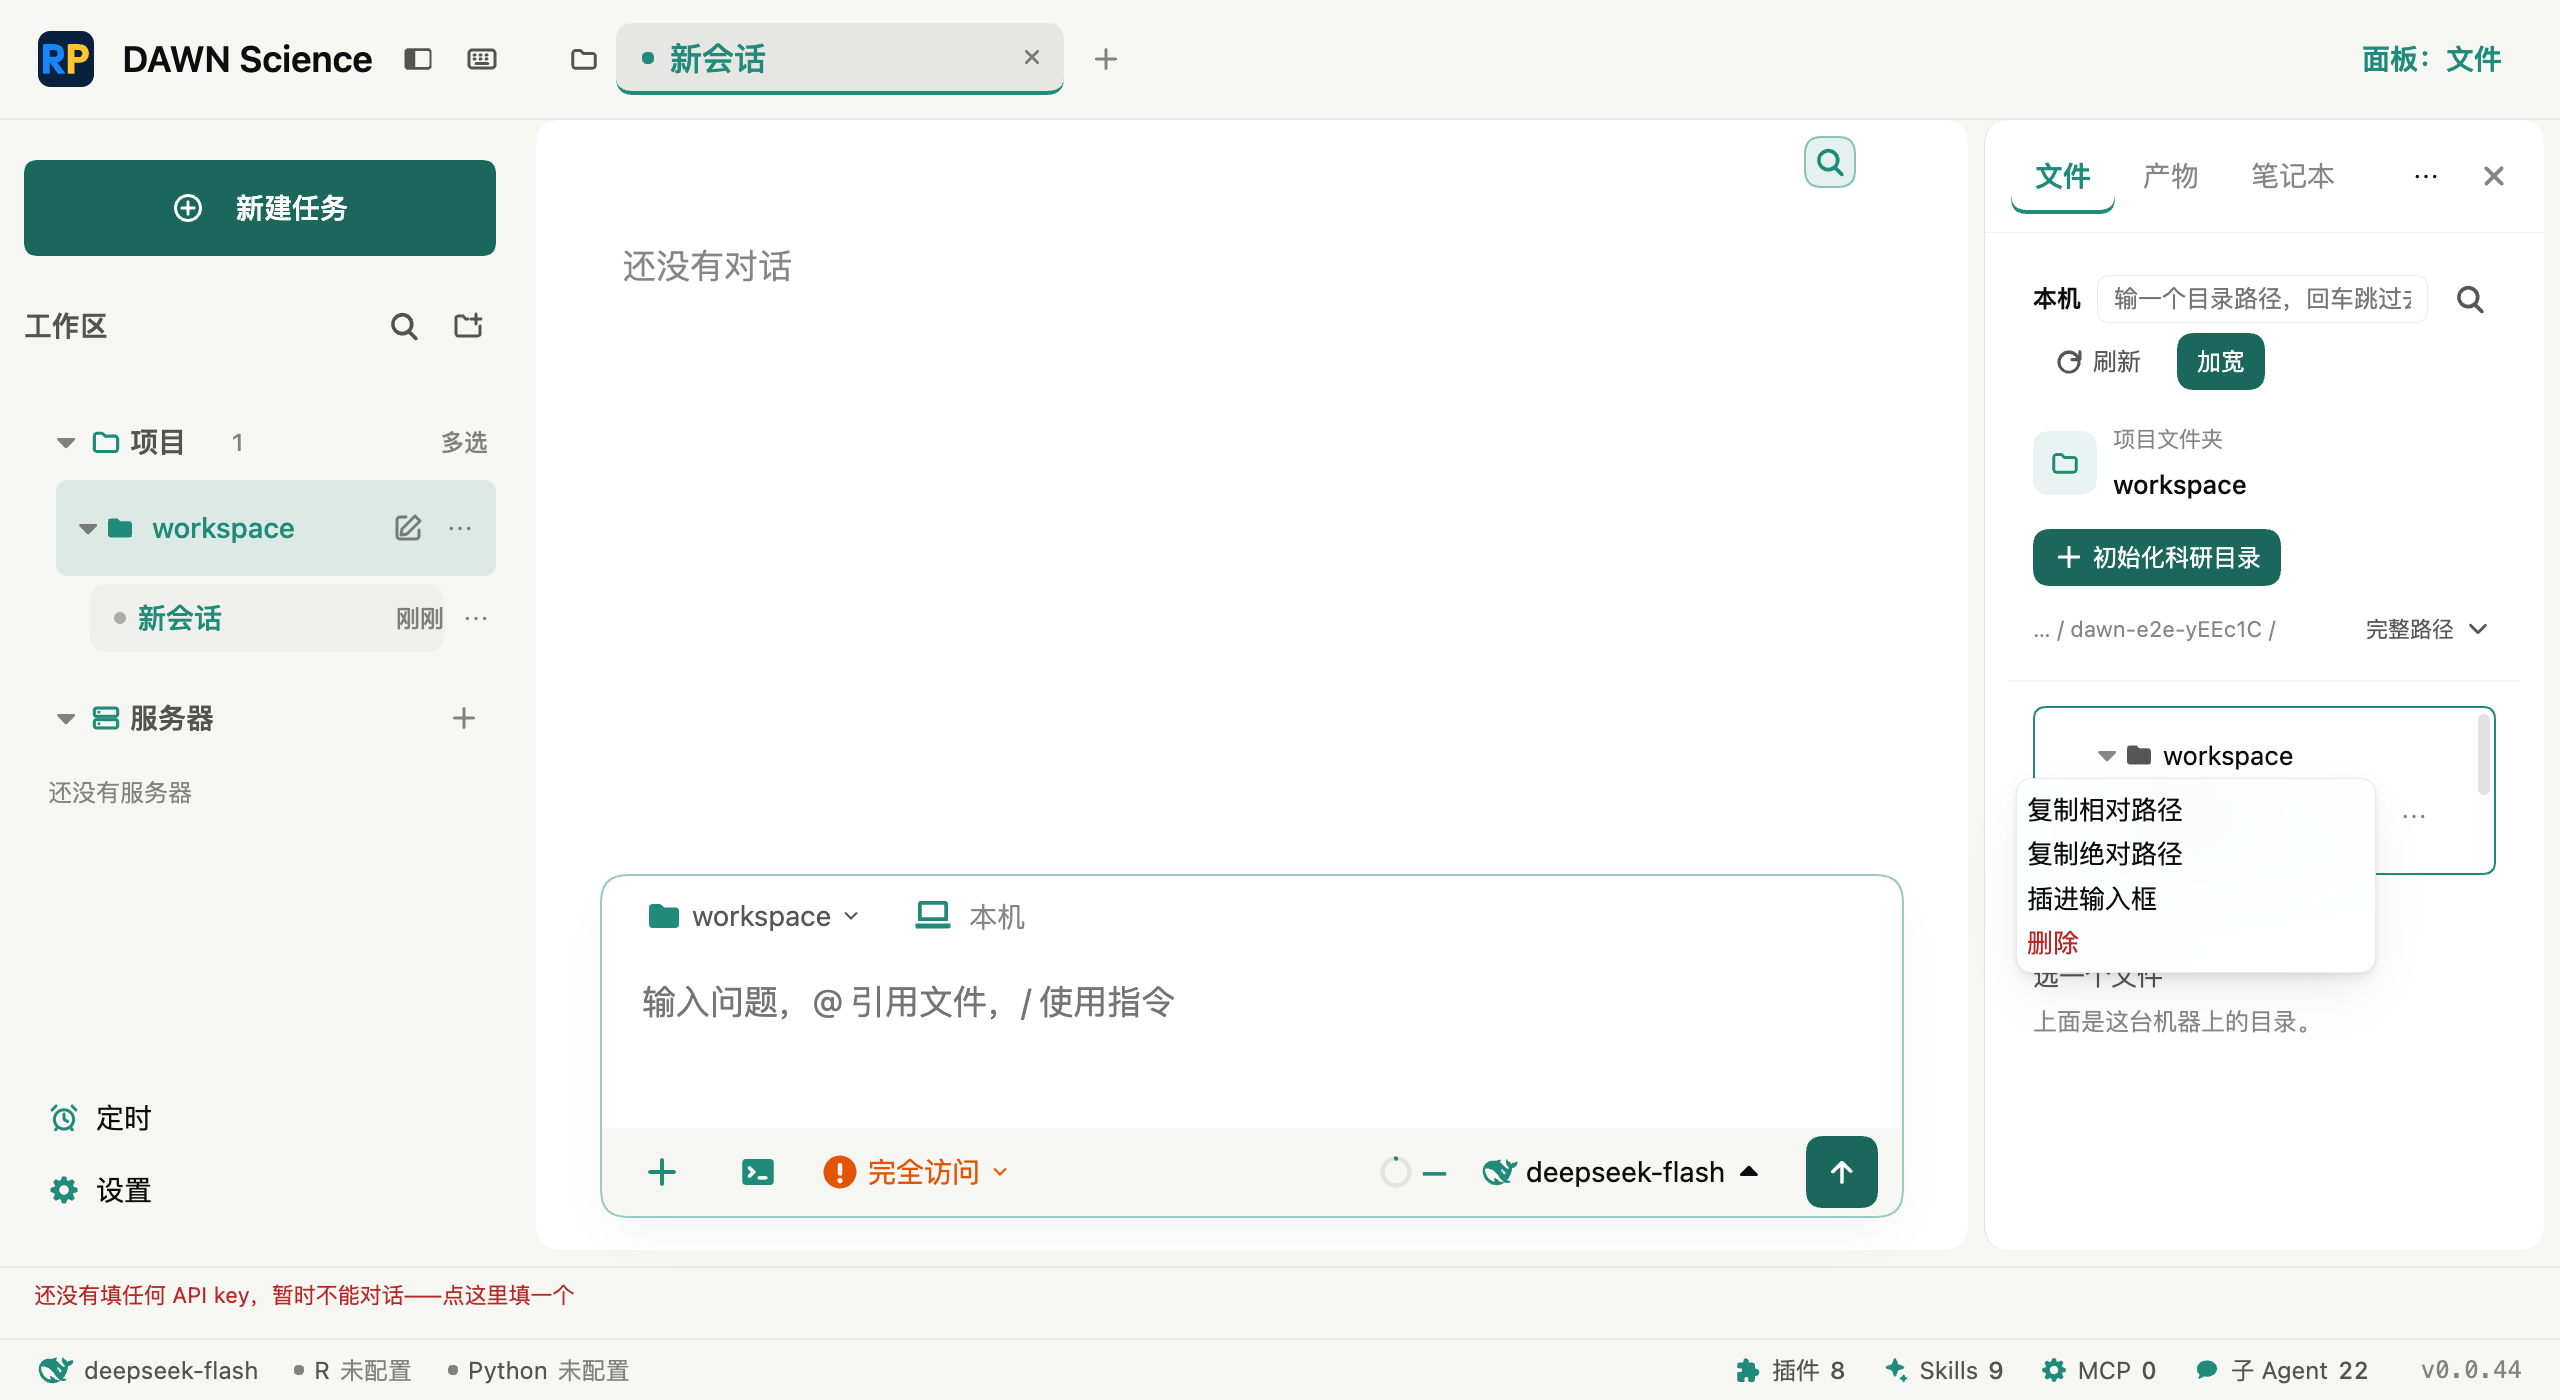 RP DAWN Science
新会话
面板：文件
新建任务
工作区
项目 1 多选
workspace
新会话 刚刚
服务器
还没有服务器
定时
设置
还没有对话
workspace 本机
输入问题，@ 引用文件，/ 使用指令
完全访问
deepseek-flash
文件 产物 笔记本
本机 输一个目录路径，回车跳过
刷新 加宽
项目文件夹
workspace
初始化科研目录
... / dawn-e2e-yEEc1C / 完整路径
workspace
复制相对路径
复制绝对路径
插进输入框
删除
选一个文件
上面是这台机器上的目录。
还没有填任何 API key，暂时不能对话——点这里填一个
deepseek-flash R 未配置 Python 未配置
插件 8 Skills 9 MCP 0 子 Agent 22 v0.0.44